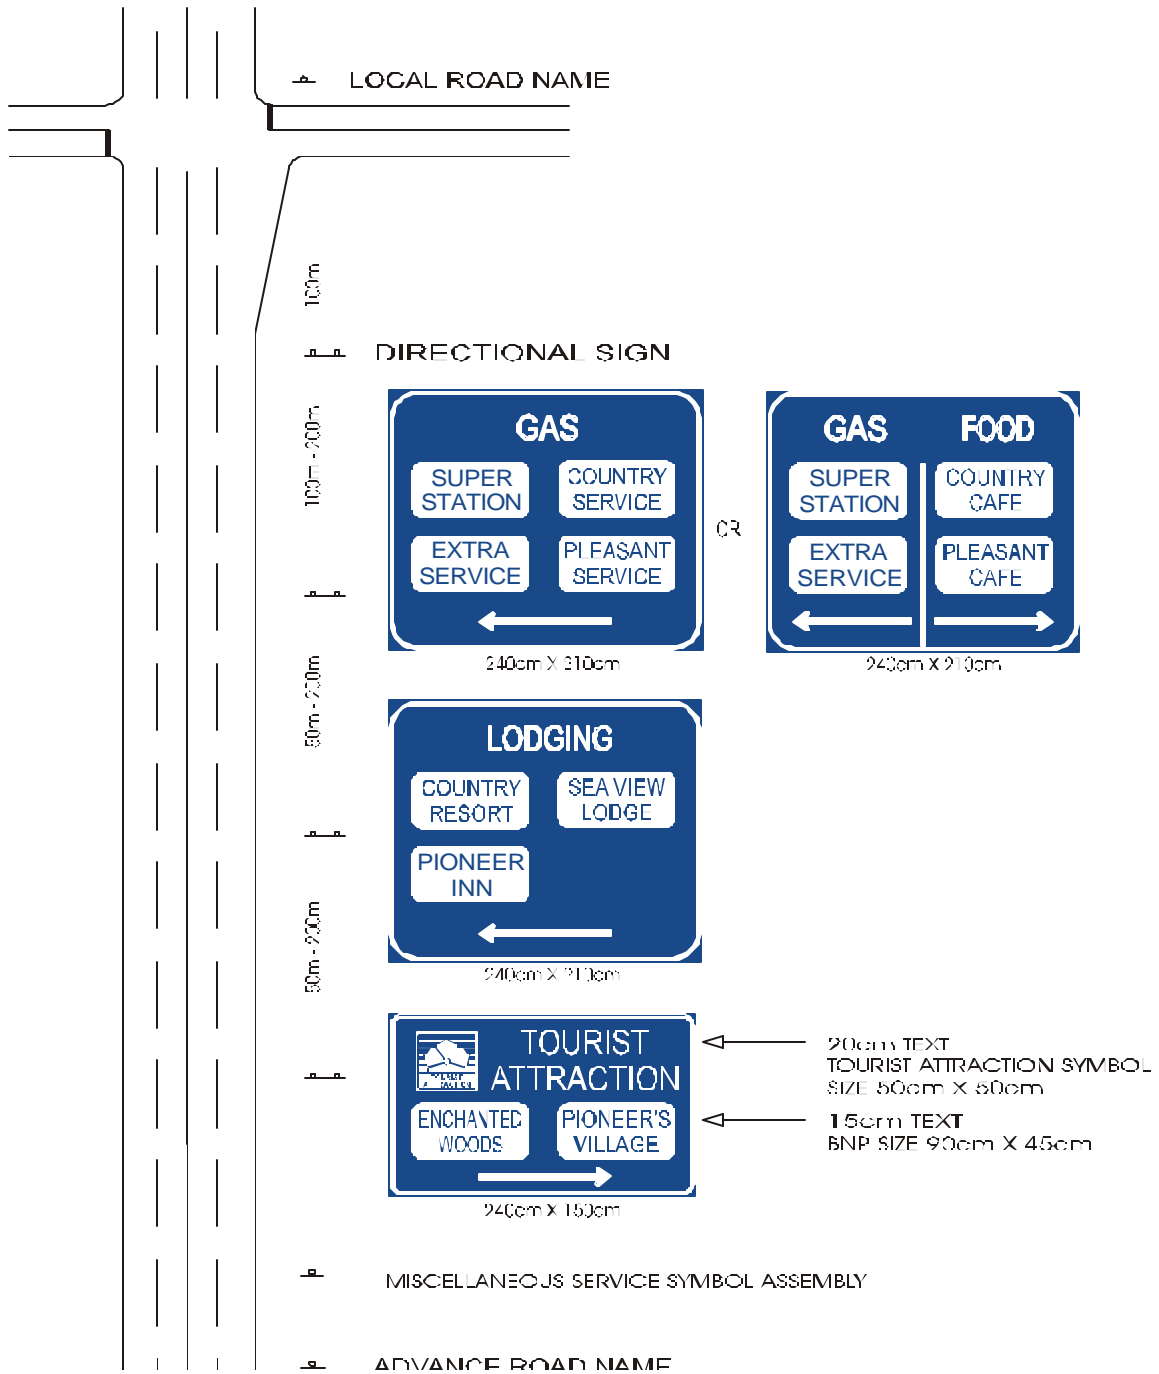 LOCAL ROAD NAME
100m
DIRECTIONAL SIGN
100m - 200m
GAS
SUPER
STATION
COUNTRY
SERVICE
EXTRA
SERVICE
PLEASANT
SERVICE
240cm X 210cm
OR
GAS
FOOD
SUPER
STATION
COUNTRY
CAFE
EXTRA
SERVICE
PLEASANT
CAFE
240cm X 210cm
50m - 200m
LODGING
COUNTRY
RESORT
SEA VIEW
LODGE
PIONEER
INN
240cm X 210cm
50m - 200m
TOURIST
ATTRACTION
TOURIST
ATTRACTION
ENCHANTED
WOODS
PIONEER'S
VILLAGE
240cm X 150cm
20cm TEXT
TOURIST ATTRACTION SYMBOL
SIZE 50cm X 50cm
15cm TEXT
BNP SIZE 90cm X 45cm
MISCELLANEOUS SERVICE SYMBOL ASSEMBLY
ADVANCE ROAD NAME